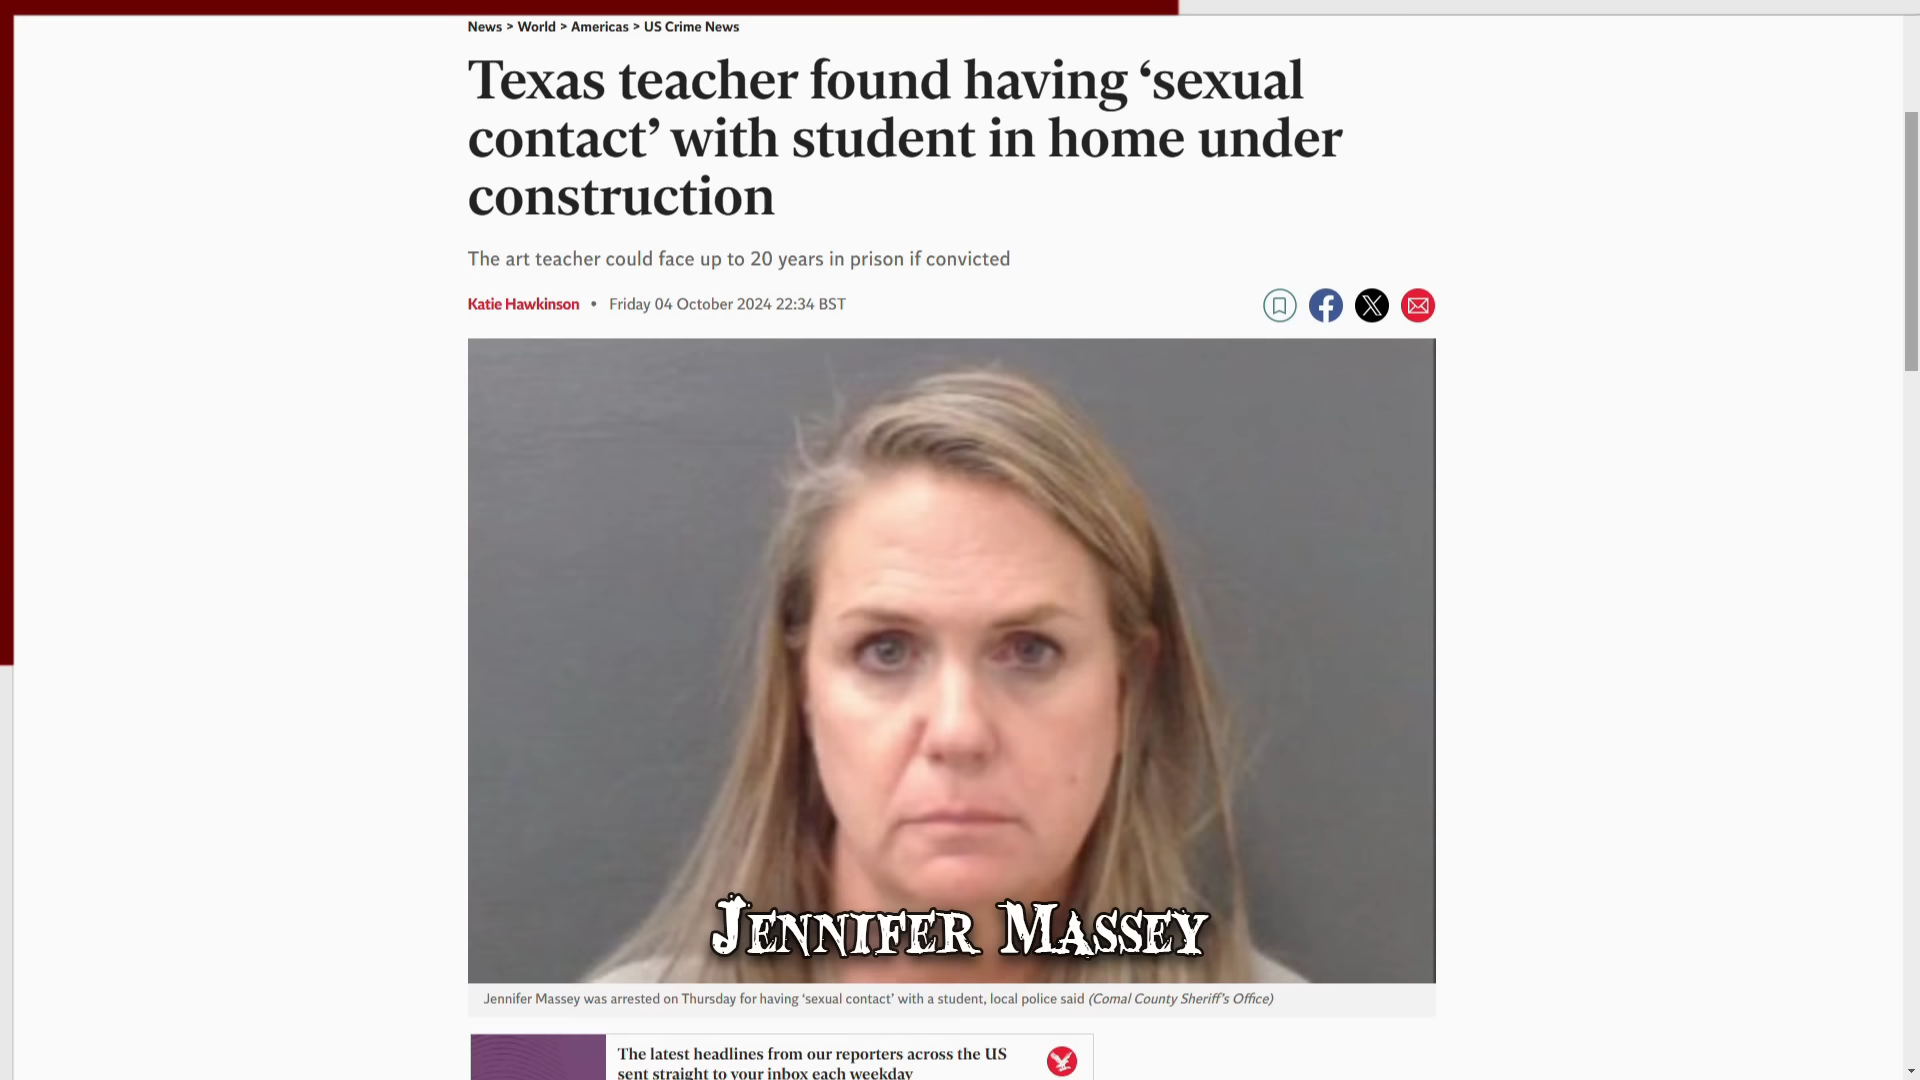 News > World > Americas > US Crime News
Texas teacher found having ‘sexual
contact’ with student in home under
construction
The art teacher could face up to 20 years in prison if convicted
Katie Hawkinson • Friday 04 October 2024 22:34 BST
Jennifer Massey
Jennifer Massey was arrested on Thursday for having ‘sexual contact’ with a student, local police said (Comal County Sheriff’s Office)
The latest headlines from our reporters across the US
sent straight to your inbox each weekday